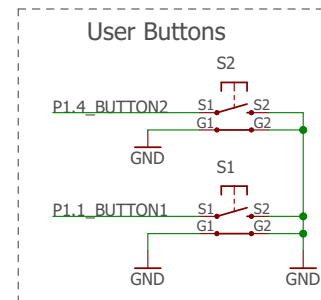 User Buttons
S2
P1.4_BUTTON2 S1 S2
G1 G2
GND
S1
P1.1_BUTTON1 S1 S2
G1 G2
GND GND